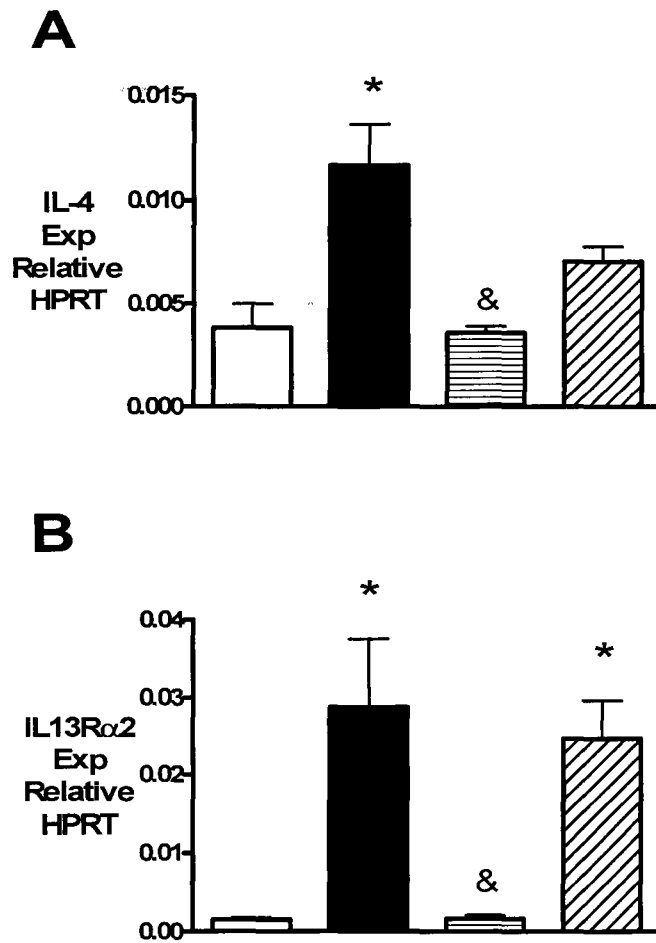 A
0.015
*
0.010
IL-4
Exp
Relative
HPRT
0.005
&
0.000
B
*
0.04
*
0.03
IL13Rα2
Exp
Relative
HPRT
0.02
0.01
&
0.00